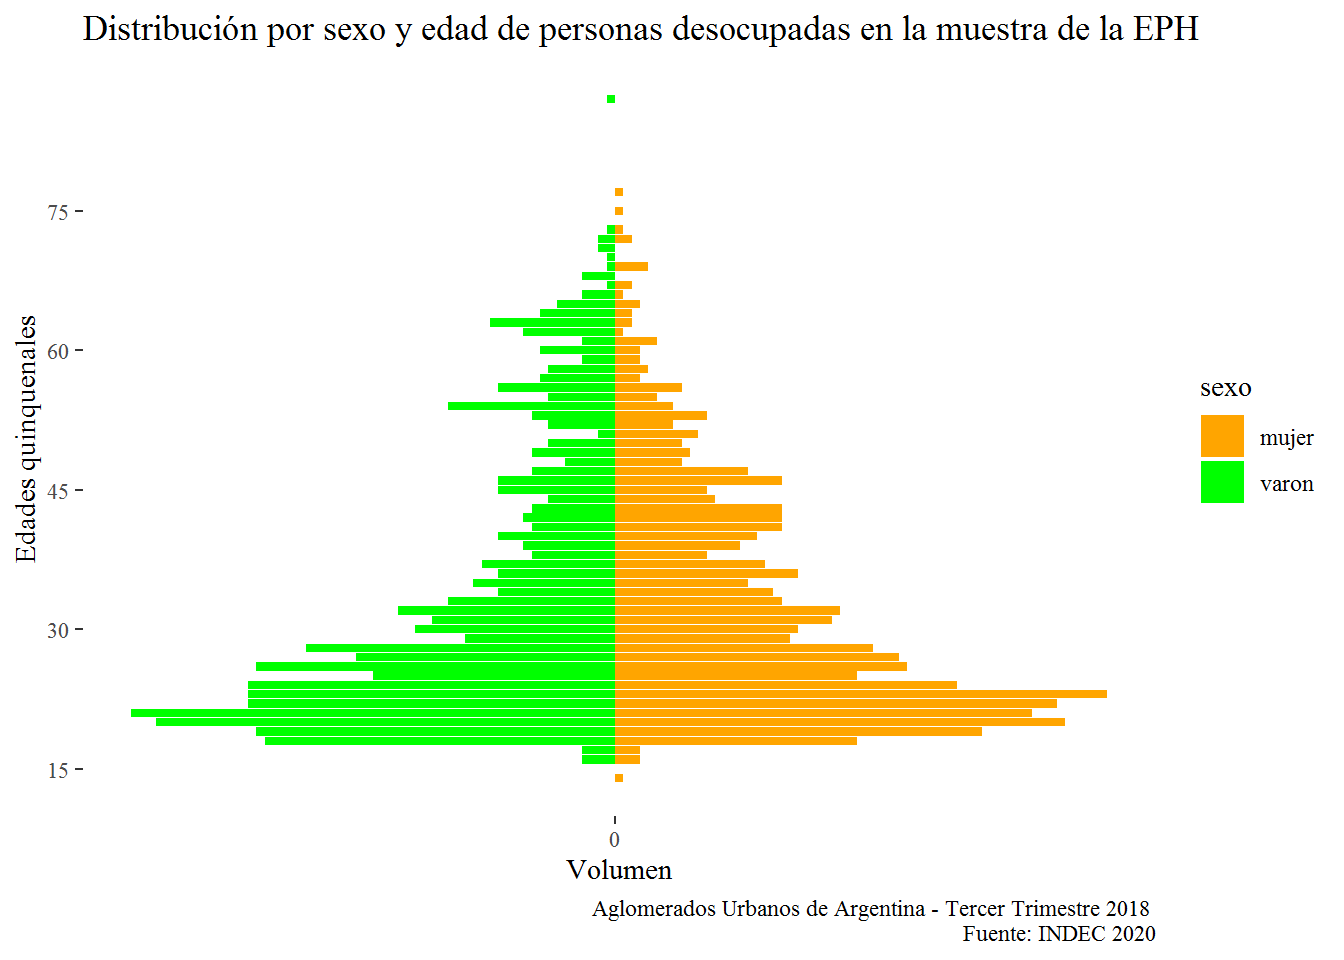 Distribución por sexo y edad de personas desocupadas en la muestra de la EPH
75
60
45
30
15
Edades quinquenales
0
Volumen
sexo
mujer
varon
Aglomerados Urbanos de Argentina - Tercer Trimestre 2018
Fuente: INDEC 2020